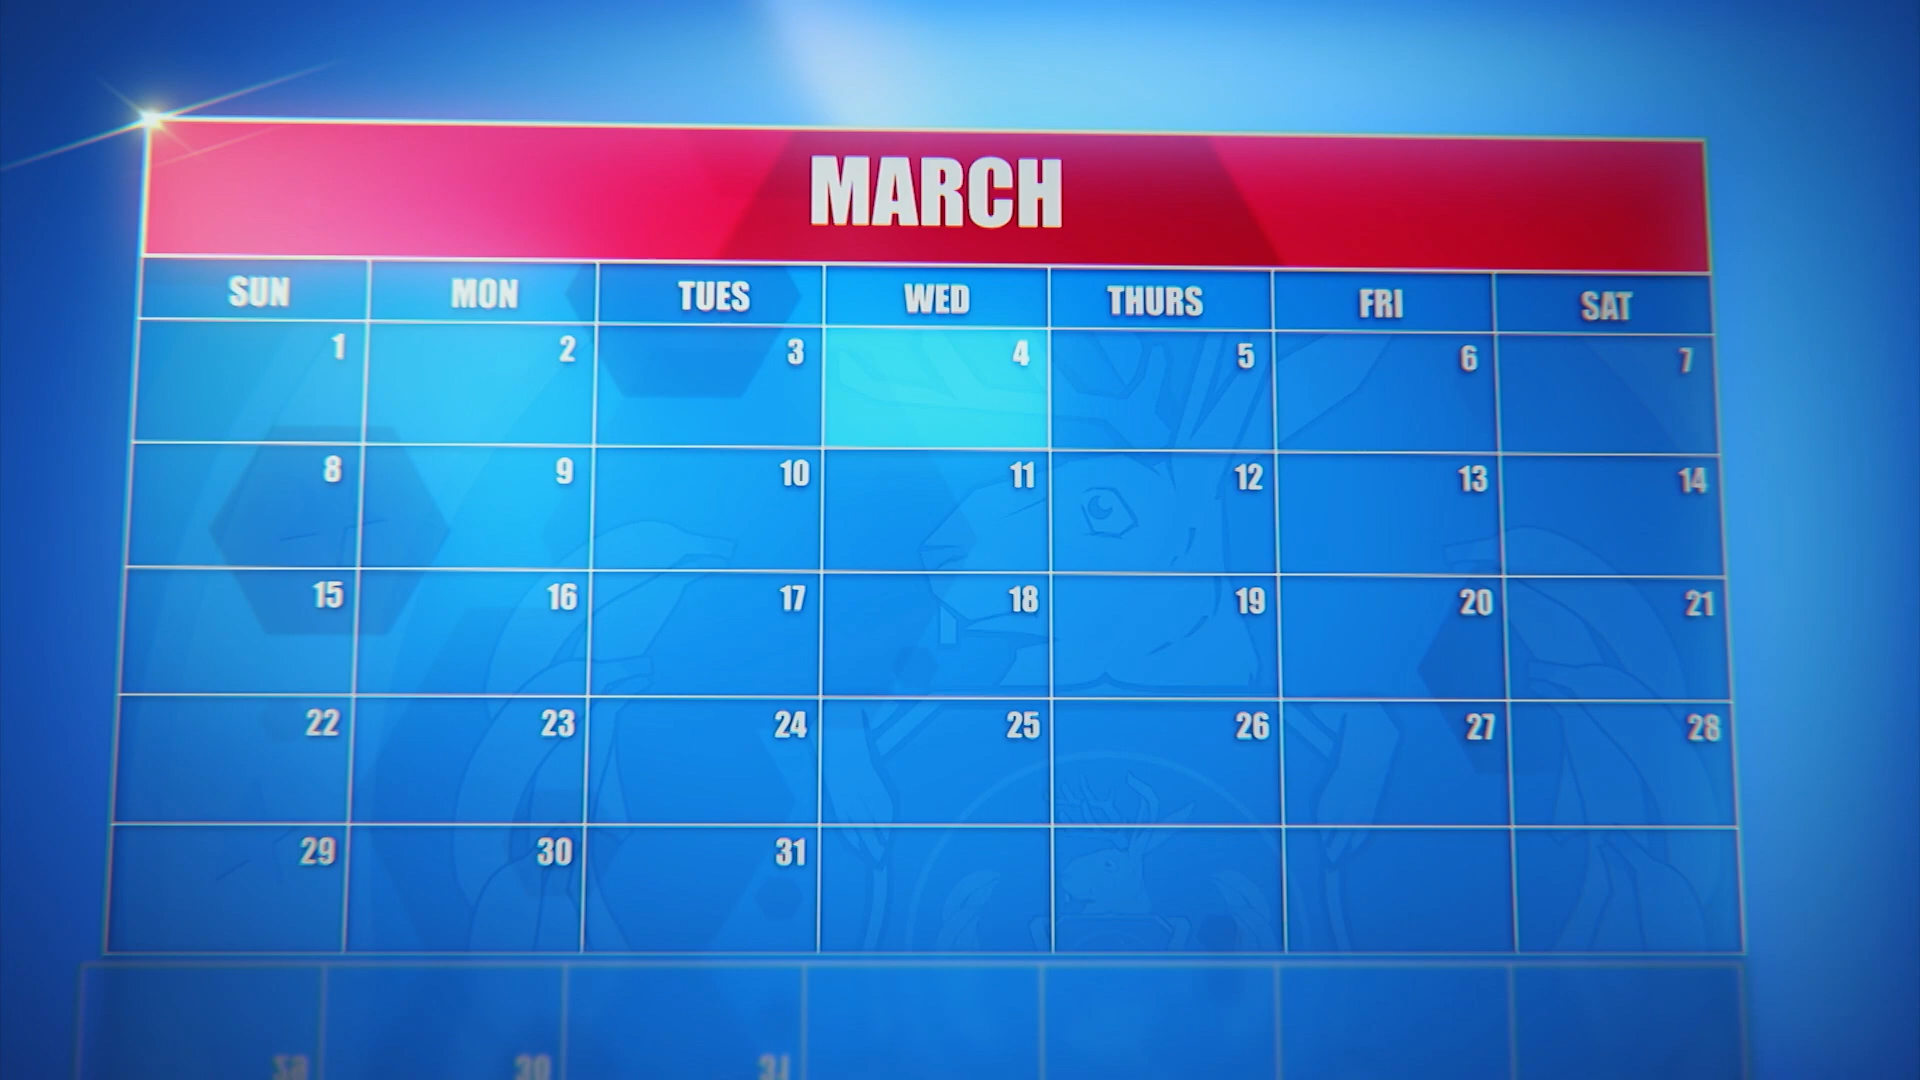 MARCH
SUN MON TUES WED THURS FRI SAT
1 2 3 4 5 6 7
8 9 10 11 12 13 14
15 16 17 18 19 20 21
22 23 24 25 26 27 28
29 30 31